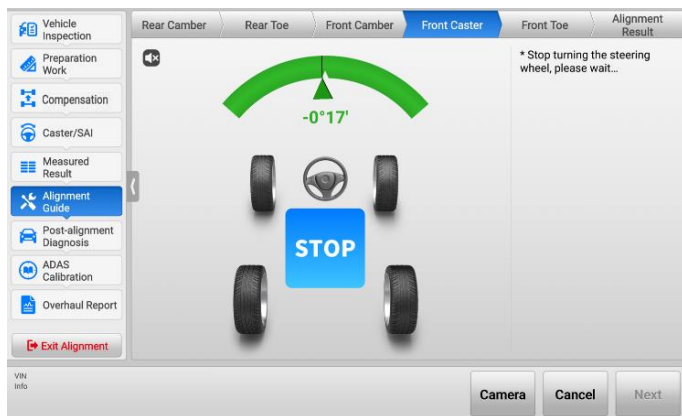 Vehicle
Inspection
Preparation
Work
Compensation
Caster/SAI
Measured
Result
Alignment
Guide
Post-alignment
Diagnosis
ADAS
Calibration
Overhaul Report
Exit Alignment
Rear Camber
Rear Toe
Front Camber
Front Caster
Front Toe
Alignment
Result
-0°17'
STOP
* Stop turning the steering
wheel, please wait...
VIN
Info
Camera
Cancel
Next